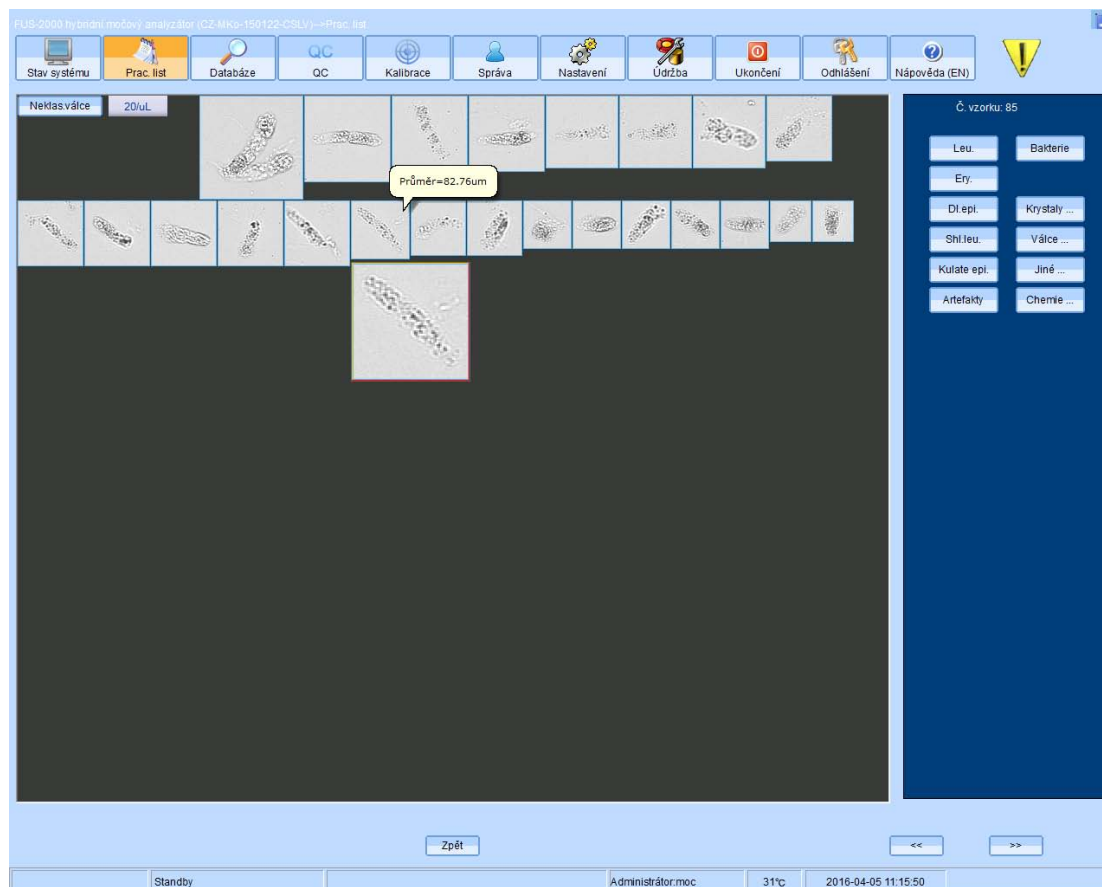 FUS-2000 hybridní močový analyzátor (CZ-MKb-150122-CSLV)-->Prac. list
Stav systému
Prac. list
Databáze
QC
QC
Kalibrace
Správa
Nastavení
Údržba
Ukončení
Odhlášení
Nápověda (EN)
Neklas.válce
20/uL
Průměr=82.76um
Č. vzorku: 85
Leu.
Bakterie
Ery.
Dl.epi.
Krystaly ...
Shl.leu.
Válce ...
Kulate epi.
Jiné ...
Artefakty
Chemie ...
Zpět
<<
>>
Standby
Administrátor:moc
31℃
2016-04-05 11:15:50